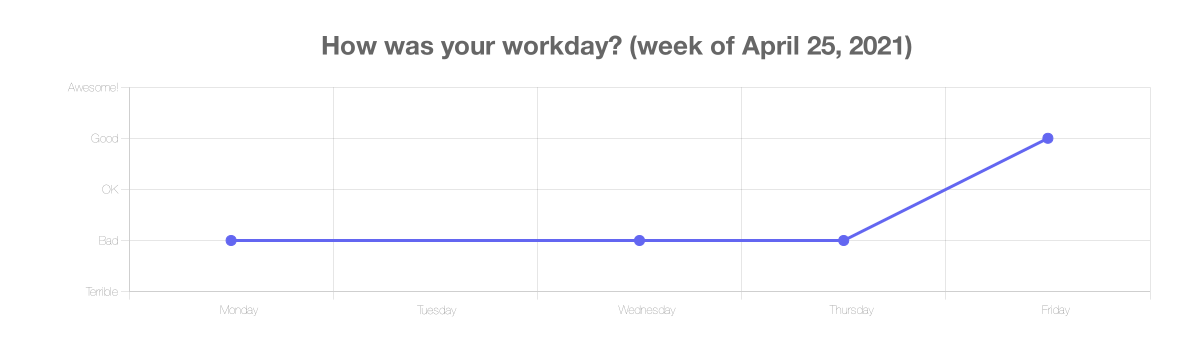 How was your workday? (week of April 25, 2021)
Awesome!
Good
OK
Bad
Terrible
Monday Tuesday Wednesday Thursday Friday